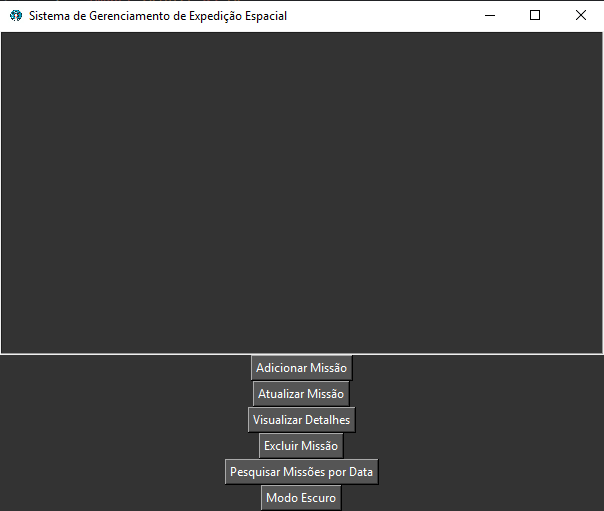 Sistema de Gerenciamento de Expedição Espacial
Adicionar Missão
Atualizar Missão
Visualizar Detalhes
Excluir Missão
Pesquisar Missões por Data
Modo Escuro